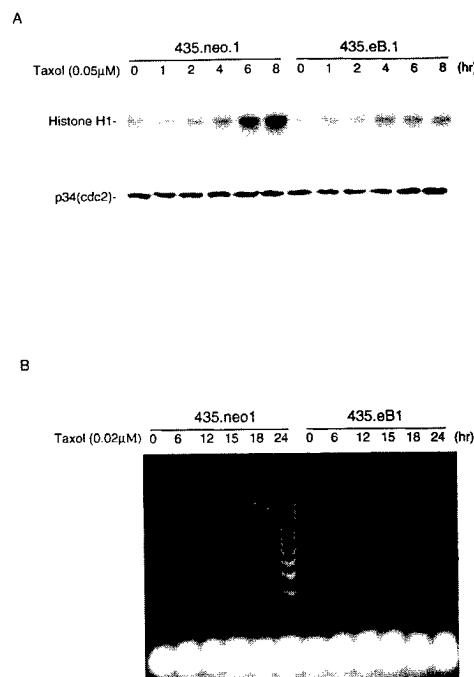 A
435.neo.1 435.eB.1
Taxol (0.05μM) 0 1 2 4 6 8 0 1 2 4 6 8 (hr)
Histone H1-
p34(cdc2)-
B
435.neo1 435.eB1
Taxol (0.02μM) 0 6 12 15 18 24 0 6 12 15 18 24 (hr)